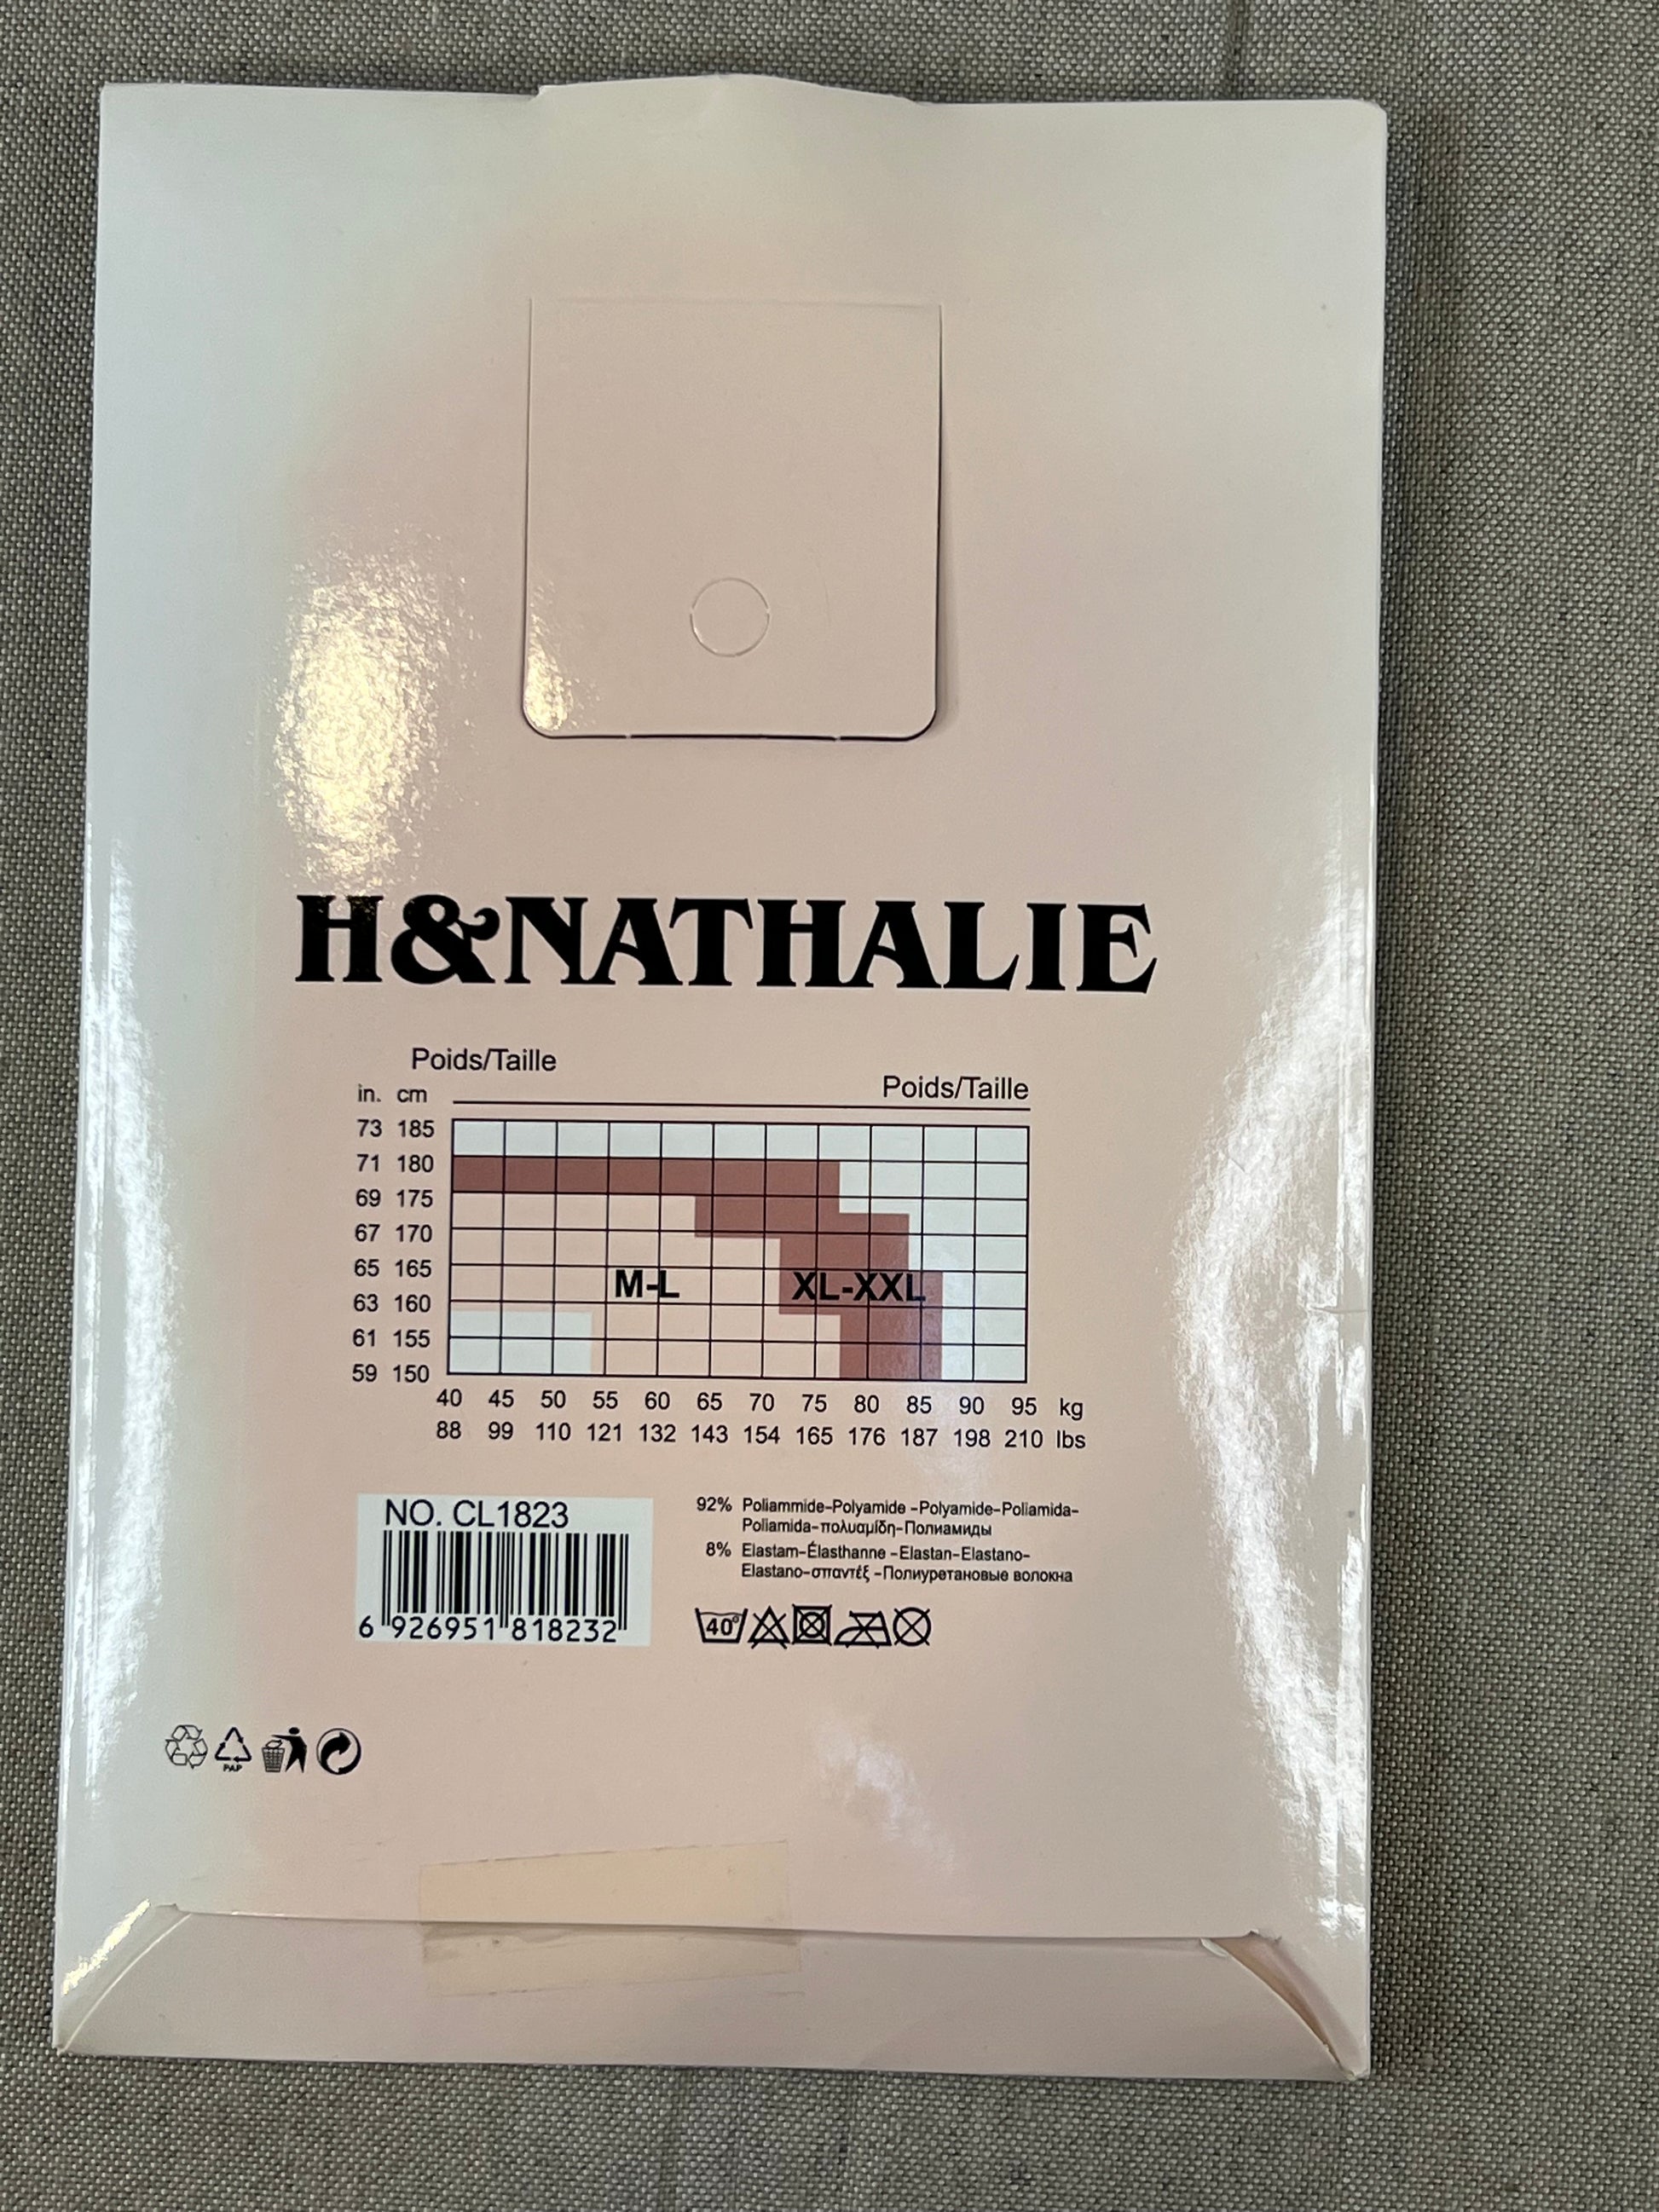 H&NATHALIE
Poids/Taille
Poids/Taille
in. cm
73 185
71 180
69 175
67 170
65 165
63 160
61 155
59 150
M-L
XL-XXL
40 45 50 55 60 65 70 75 80 85 90 95 kg
88 99 110 121 132 143 154 165 176 187 198 210 lbs
NO. CL1823
6 926951 818232
92% Poliammide-Polyamide -Polyamide-Poliamida-
Poliamida-πολυαμίδη-Полиамиды
8% Elastam-Élasthanne -Elastan-Elastano-
Elastano-σπαντέξ -Полиуретановые волокна
40°
PAP